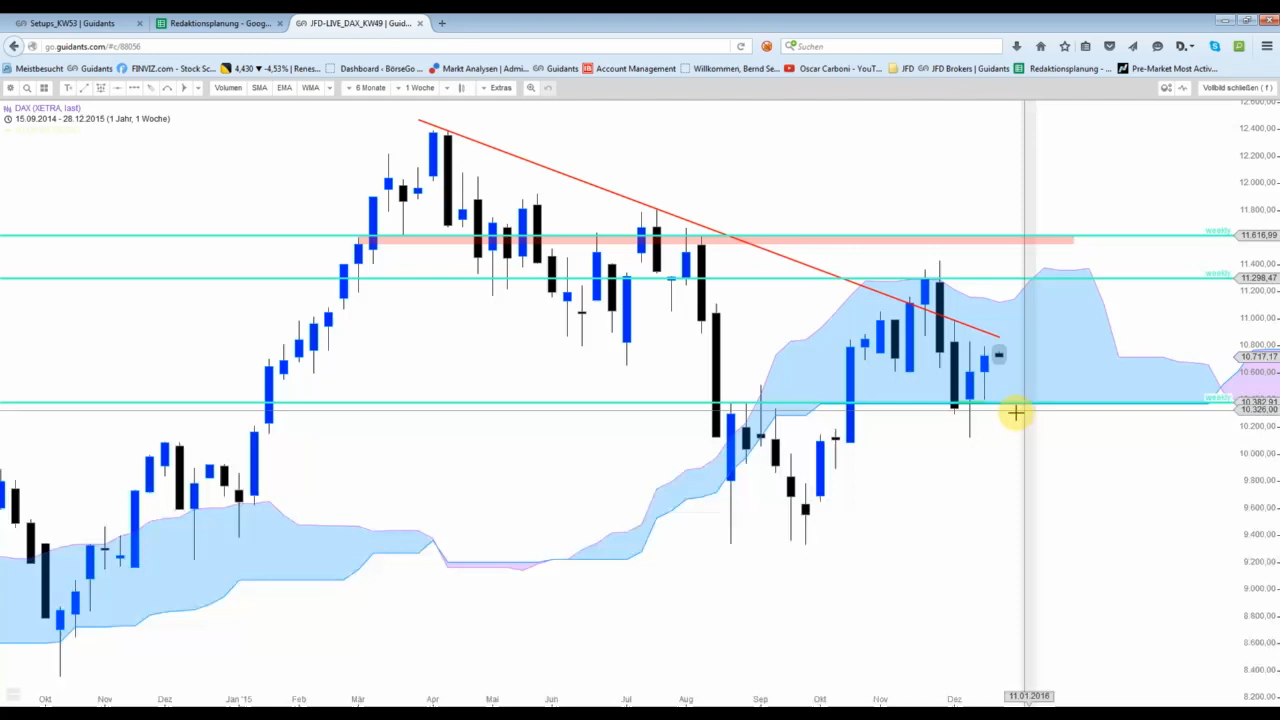 Setups_KW53 | Guidants
Redaktionsplanung - Goog...
JFD-LIVE_DAX_KW49 | Guid...
go.guidants.com/#c/88056
Suchen
Meistbesucht
Guidants
FINVIZ.com - Stock Sc...
4,430 ▼ -4,53% | Renes...
Dashboard - BörseGo ...
Markt Analysen | Admi...
Guidants
Account Management
Willkommen, Bernd Se...
Oscar Carboni - YouT...
JFD
JFD Brokers | Guidants
Redaktionsplanung - ...
Pre-Market Most Activ...
Volumen
SMA
EMA
WMA
6 Monate
1 Woche
Extras
Vollbild schließen ( f )
DAX (XETRA, last)
15.09.2014 - 28.12.2015 (1 Jahr, 1 Woche)
12.600,00
12.400,00
12.200,00
12.000,00
11.800,00
weekly
11.616,99
11.400,00
weekly
11.298,47
11.200,00
11.000,00
10.800,00
10.717,17
10.600,00
weekly
10.382,91
10.326,00
10.200,00
10.000,00
9.800,00
9.600,00
9.400,00
9.200,00
9.000,00
8.800,00
8.600,00
8.400,00
8.200,00
Okt
Nov
Dez
Jan '15
Feb
Mär
Apr
Mai
Jun
Jul
Aug
Sep
Okt
Nov
Dez
11.01.2016